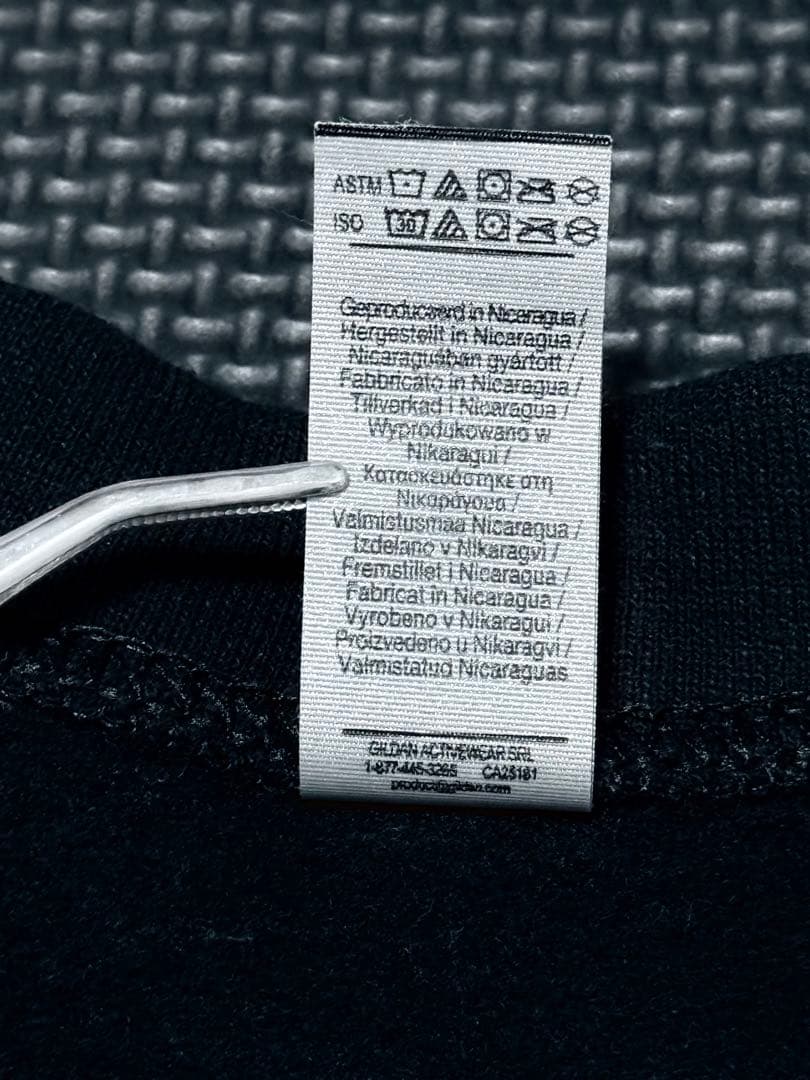 ASTM
ISO 30
Geproduceerd in Nicaragua /
Hergestellt in Nicaragua /
Nicaraguában gyártott /
Fabbricato in Nicaragua /
Tillverkad i Nicaragua /
Wyprodukowano w
Nikaragui /
Κατασκευάστηκε στη
Νικαράγουα /
Valmistusmaa Nicaragua /
Izdelano v Nikaragvi /
Fremstillet i Nicaragua /
Fabricat in Nicaragua /
Vyrobeno v Nikaragui /
Proizvedeno u Nikaragvi /
Valmistatud Nicaraguas
GILDAN ACTIVEWEAR SRL
1-877-445-3265 CA25181